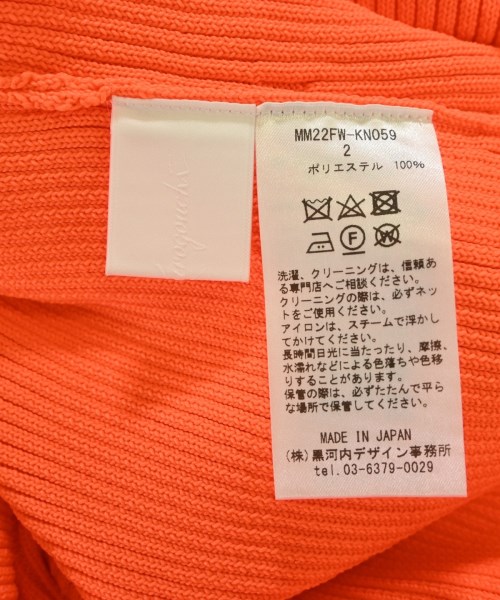 MM22FW-KN059
2
ポリエステル 100%
F
W
洗濯、クリーニングは、信頼あ
る専門店へご相談ください。
クリーニングの際は、必ずネッ
トをご使用ください。
アイロンは、スチームで浮かし
てかけてください。
長時間日光に当たったり、摩擦、
水濡れなどによる色落ちや色移
りすることがあります。
保管の際は、必ずたたんで平ら
な場所で保管してください。
MADE IN JAPAN
(株)黒河内デザイン事務所
tel.03-6379-0029